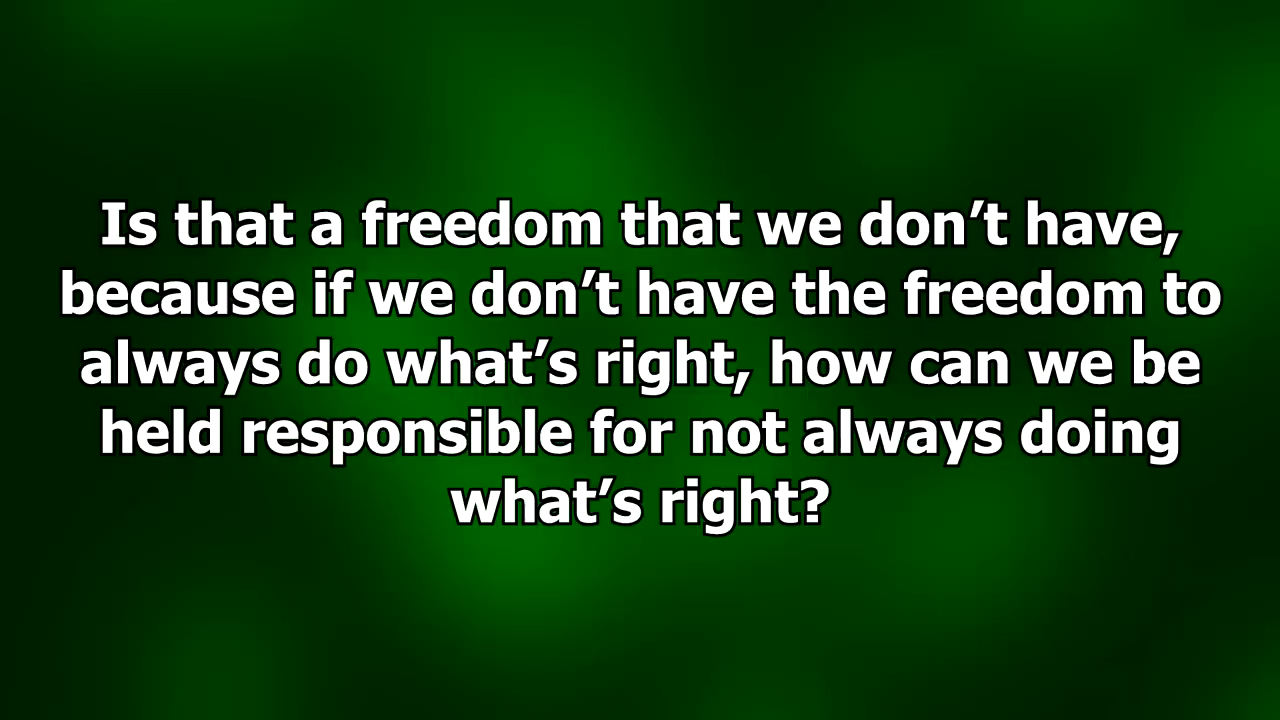 Is that a freedom that we don’t have,
because if we don’t have the freedom to
always do what’s right, how can we be
held responsible for not always doing
what’s right?